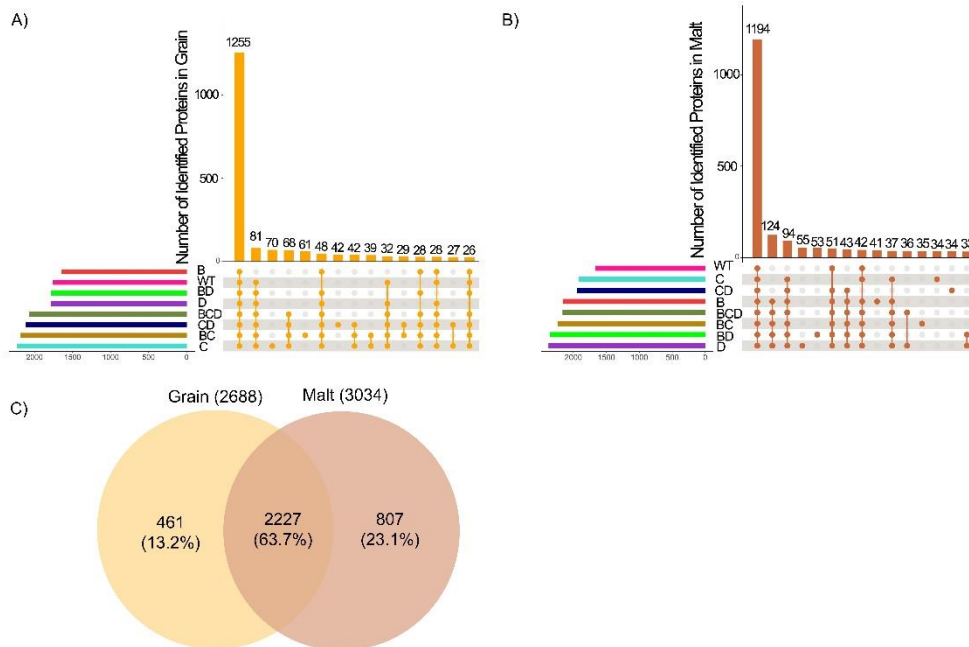 A)
Number of Identified Proteins in Grain
1000
500
0
1255
81 70 68 61 48 42 42 39 32 29 28 28 27 26
B
WT
BD
D
BCD
CD
BC
C
2000 1500 1000 500 0
B)
Number of Identified Proteins in Malt
1000
500
0
1194
124 94 55 53 51 43 42 41 37 36 35 34 34 33
WT
C
CD
B
BCD
BC
BD
D
2000 1500 1000 500 0
C)
Grain (2688) Malt (3034)
461 2227 807
(13.2%) (63.7%) (23.1%)